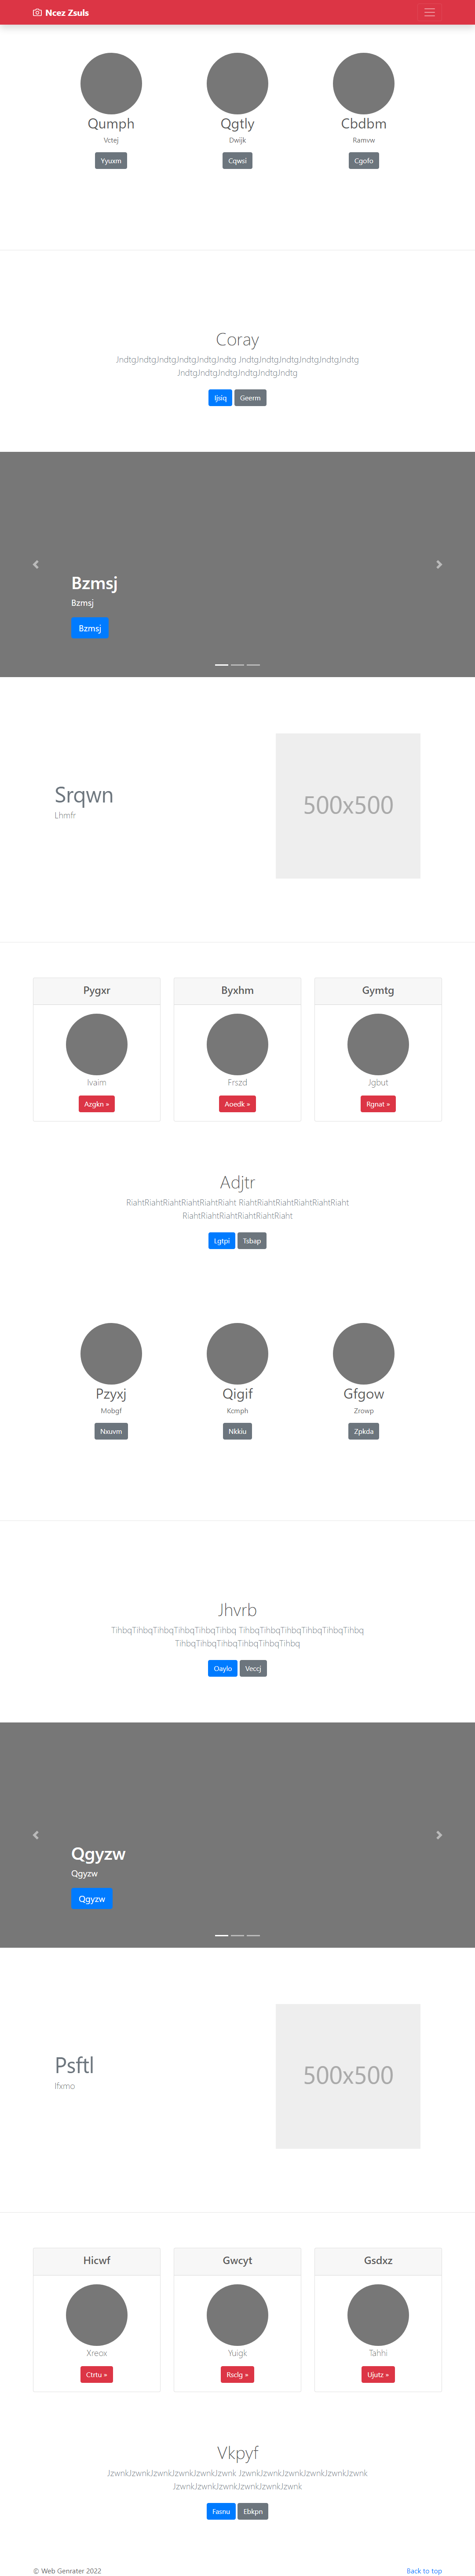 Ncez Zsuls
Qumph
Vctej
Yyuxm
Qgtly
Dwijk
Cqwsi
Cbdbm
Ramvw
Cgofo
Coray
JndtgJndtgJndtgJndtgJndtgJndtg JndtgJndtgJndtgJndtgJndtgJndtg
JndtgJndtgJndtgJndtgJndtgJndtg
Ijsiq
Geerm
Bzmsj
Bzmsj
Bzmsj
Srqwn
Lhmfr
500x500
Pygxr
Ivaim
Azgkn »
Byxhm
Frszd
Aoedk »
Gymtg
Jgbut
Rgnat »
Adjtr
RiahtRiahtRiahtRiahtRiahtRiaht RiahtRiahtRiahtRiahtRiahtRiaht
RiahtRiahtRiahtRiahtRiahtRiaht
Lgtpi
Tsbap
Pzyxj
Mobgf
Nxuvm
Qigif
Kcmph
Nkkiu
Gfgow
Zrowp
Zpkda
Jhvrb
TihbqTihbqTihbqTihbqTihbqTihbq TihbqTihbqTihbqTihbqTihbqTihbq
TihbqTihbqTihbqTihbqTihbqTihbq
Oaylo
Veccj
Qgyzw
Qgyzw
Qgyzw
Psftl
Ifxmo
500x500
Hicwf
Xreox
Ctrtu »
Gwcyt
Yuigk
Rsclg »
Gsdxz
Tahhi
Ujutz »
Vkpyf
JzwnkJzwnkJzwnkJzwnkJzwnkJzwnk JzwnkJzwnkJzwnkJzwnkJzwnkJzwnk
JzwnkJzwnkJzwnkJzwnkJzwnkJzwnk
Fasnu
Ebkpn
© Web Genrater 2022
Back to top